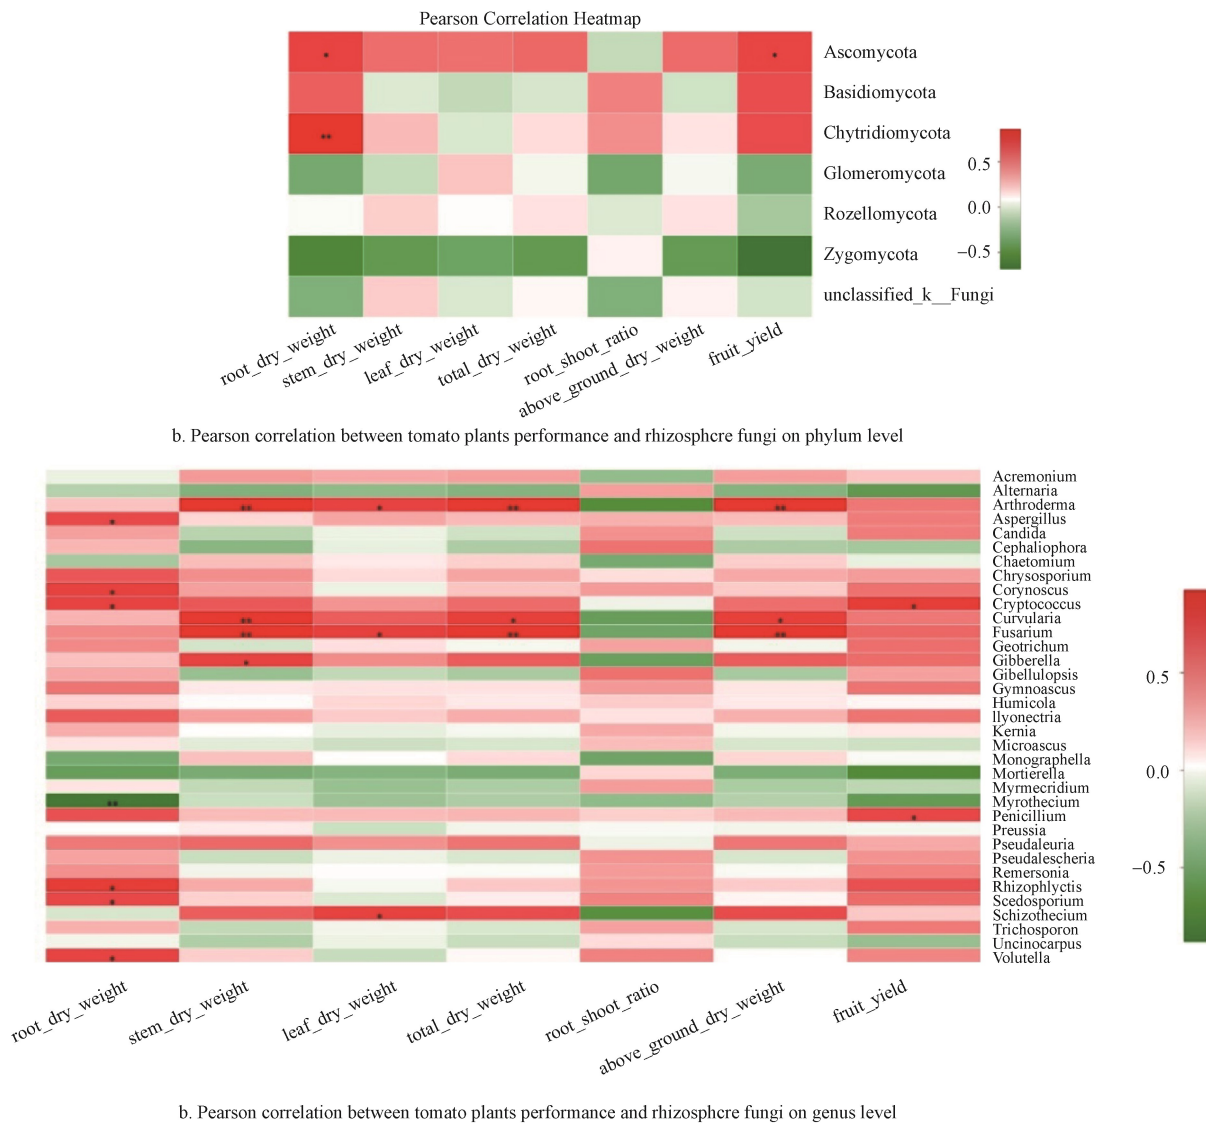 Pearson Correlation Heatmap
Ascomycota
Basidiomycota
Chytridiomycota
Glomeromycota
Rozellomycota
Zygomycota
unclassified_k__Fungi
0.5
0.0
−0.5
root_dry_weight
stem_dry_weight
leaf_dry_weight
total_dry_weight
root_shoot_ratio
above_ground_dry_weight
fruit_yield
b. Pearson correlation between tomato plants performance and rhizosphcre fungi on phylum level
Acremonium
Alternaria
Arthroderma
Aspergillus
Candida
Cephaliophora
Chaetomium
Chrysosporium
Corynoscus
Cryptococcus
Curvularia
Fusarium
Geotrichum
Gibberella
Gibellulopsis
Gymnoascus
Humicola
llyonectria
Kernia
Microascus
Monographella
Mortierella
Myrmecridium
Myrothecium
Penicillium
Preussia
Pseudaleuria
Pseudalescheria
Remersonia
Rhizophlyctis
Scedosporium
Schizothecium
Trichosporon
Uncinocarpus
Volutella
0.5
0.0
−0.5
root_dry_weight
stem_dry_weight
leaf_dry_weight
total_dry_weight
root_shoot_ratio
above_ground_dry_weight
fruit_yield
b. Pearson correlation between tomato plants performance and rhizosphcre fungi on genus level